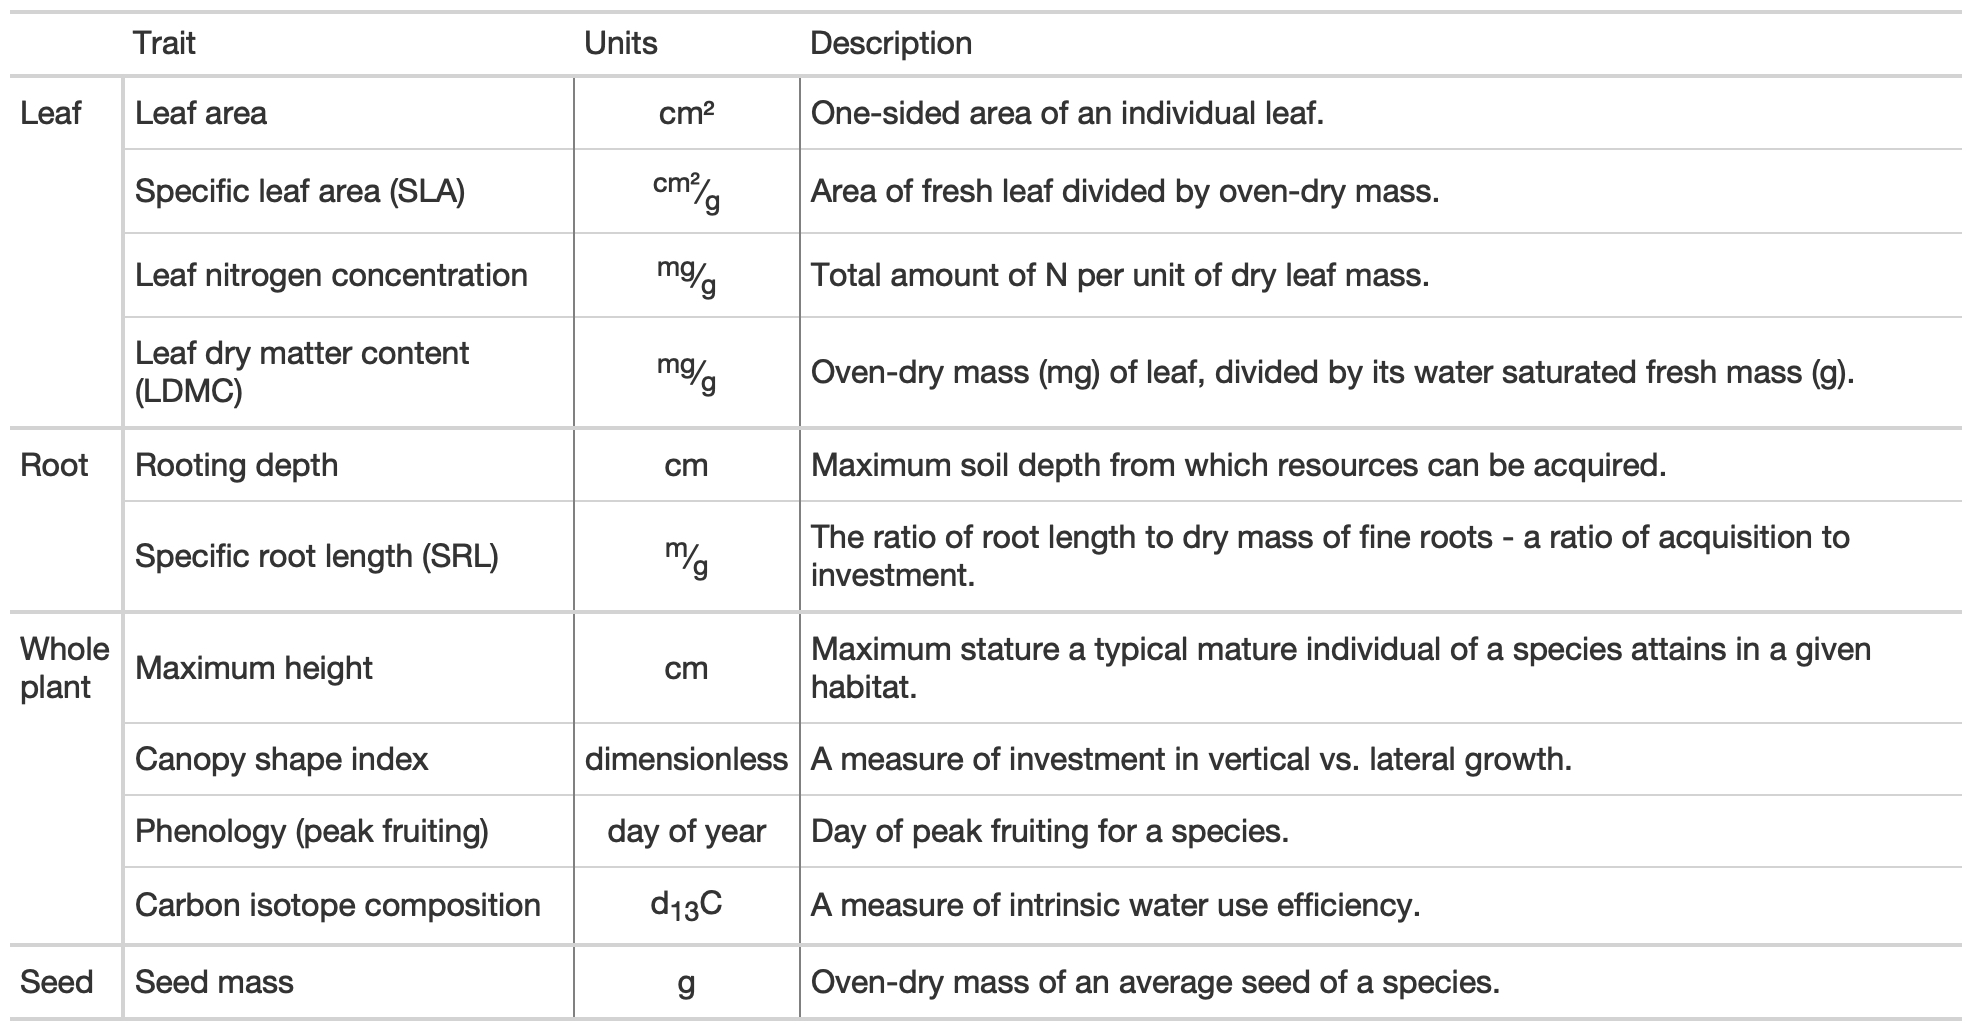 Trait Units Description
Leaf Leaf area cm² One-sided area of an individual leaf.
Specific leaf area (SLA) cm²/g Area of fresh leaf divided by oven-dry mass.
Leaf nitrogen concentration mg/g Total amount of N per unit of dry leaf mass.
Leaf dry matter content
(LDMC) mg/g Oven-dry mass (mg) of leaf, divided by its water saturated fresh mass (g).
Root Rooting depth cm Maximum soil depth from which resources can be acquired.
Specific root length (SRL) m/g The ratio of root length to dry mass of fine roots - a ratio of acquisition to
investment.
Whole
plant Maximum height cm Maximum stature a typical mature individual of a species attains in a given
habitat.
Canopy shape index dimensionless A measure of investment in vertical vs. lateral growth.
Phenology (peak fruiting) day of year Day of peak fruiting for a species.
Carbon isotope composition d₁₃C A measure of intrinsic water use efficiency.
Seed Seed mass g Oven-dry mass of an average seed of a species.